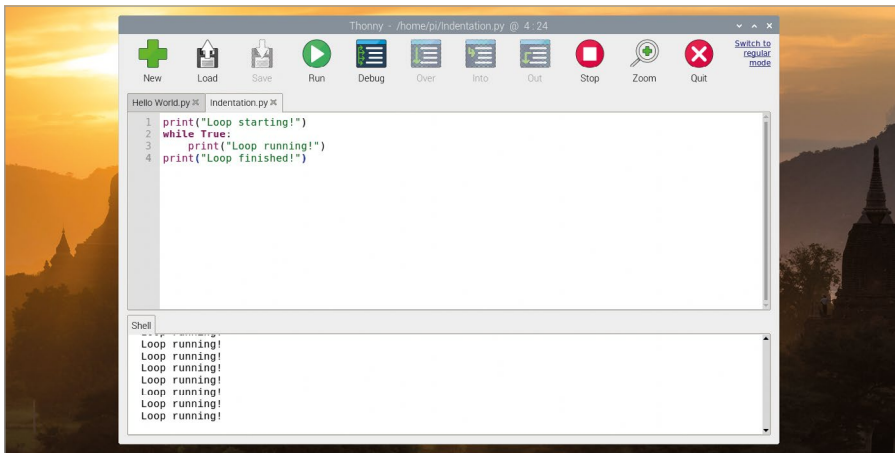 Thonny - /home/pi/Indentation.py @ 4 : 24
New Load Save Run Debug Over Into Out Stop Zoom Quit
Switch to
regular
mode
Hello World.py Indentation.py
1 print("Loop starting!")
2 while True:
3     print("Loop running!")
4 print("Loop finished!")
Shell
Loop running!
Loop running!
Loop running!
Loop running!
Loop running!
Loop running!
Loop running!
Loop running!